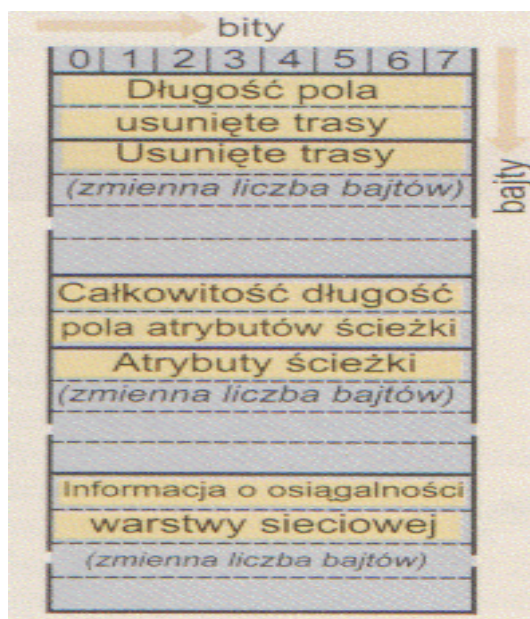 bity
0 1 2 3 4 5 6 7
bajty
Długość pola
usunięte trasy
Usunięte trasy
(zmienna liczba bajtów)
Całkowitość długość
pola atrybutów ścieżki
Atrybuty ścieżki
(zmienna liczba bajtów)
Informacja o osiągalności
warstwy sieciowej
(zmienna liczba bajtów)